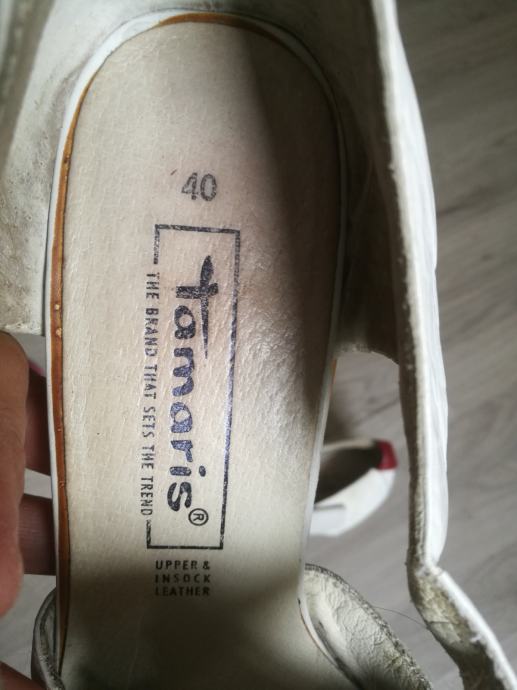 40
tamaris®
THE BRAND THAT SETS THE TREND
UPPER &
INSOCK
LEATHER